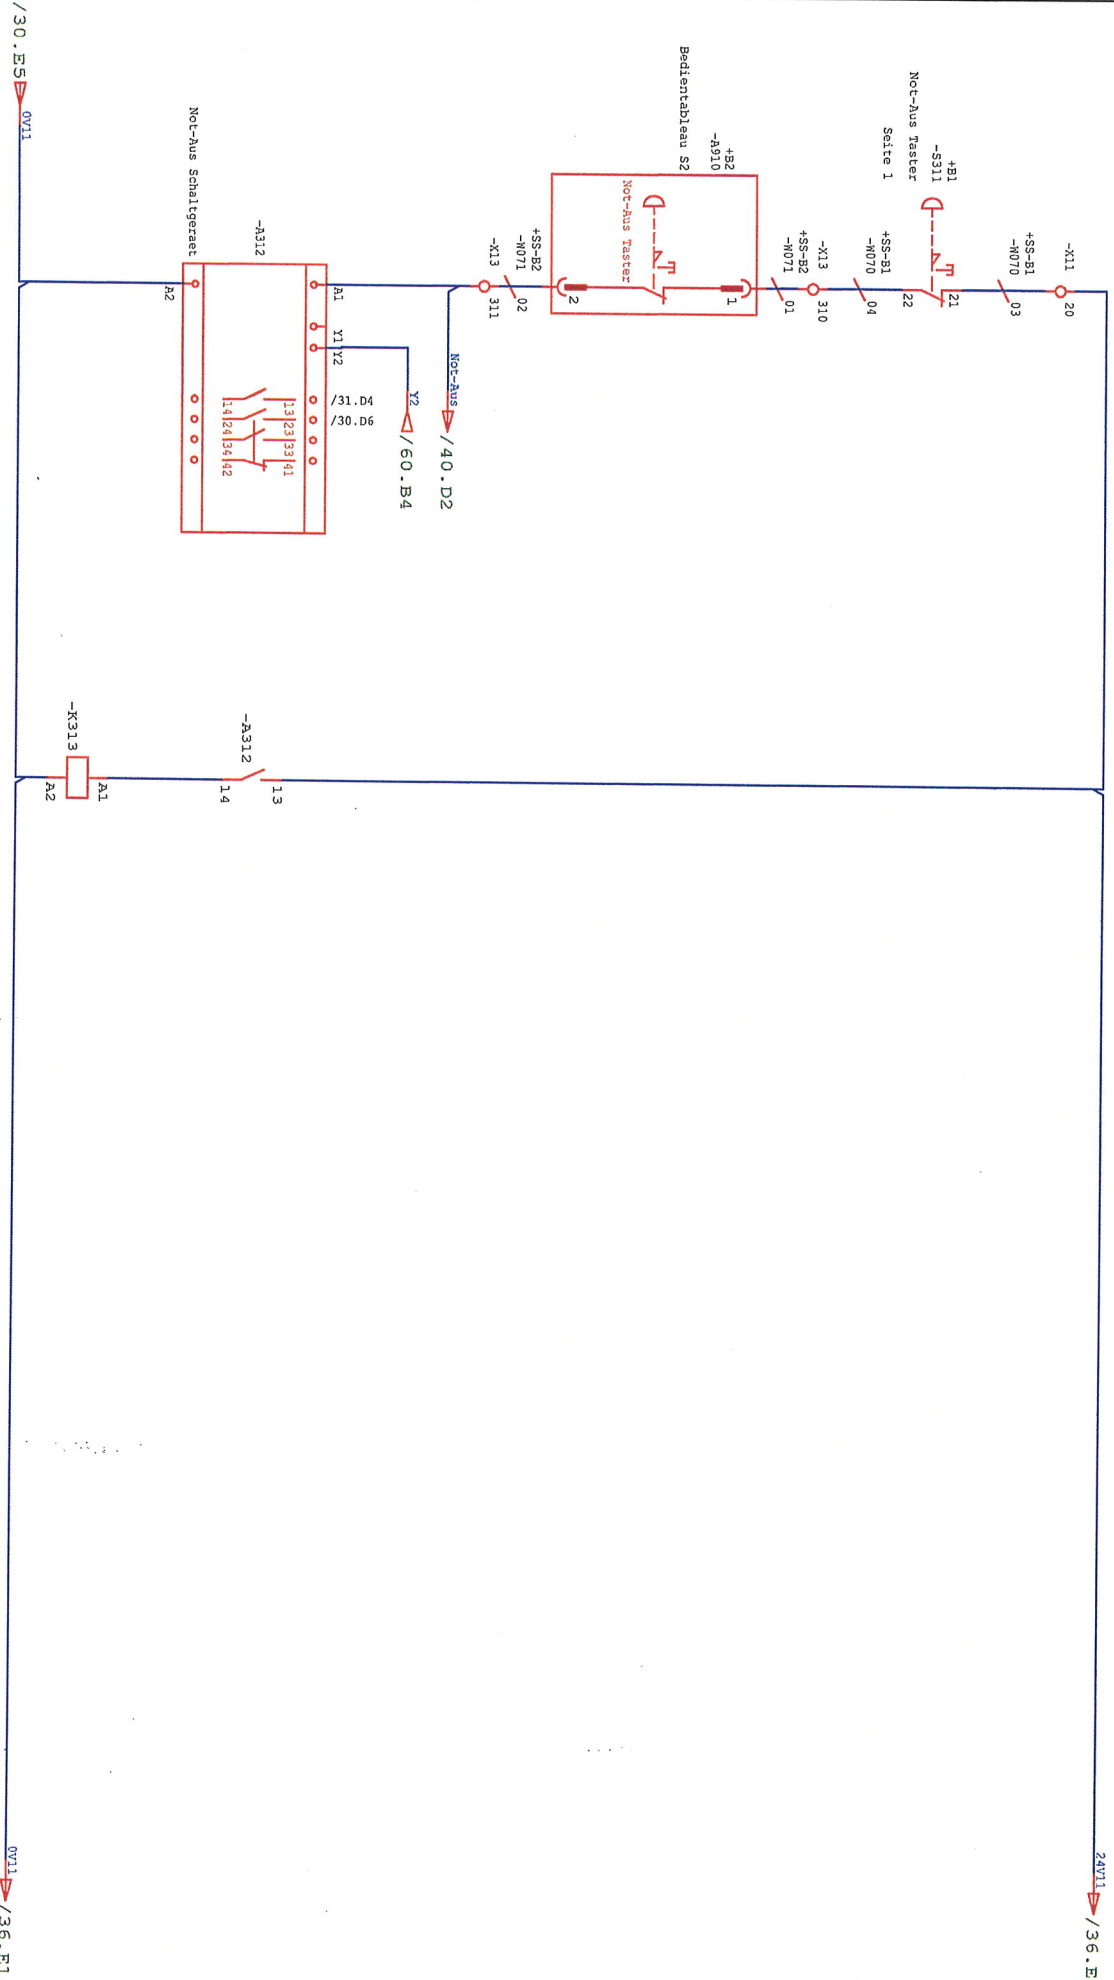 -X11
20
+SS-B1
-W070
03
+B1
-S311
Not-Aus Taster
Seite 1
21
22
+SS-B1
-W070
04
-X13
310
+SS-B2
-W071
01
+B2
-A910
Bedientableau S2
1
Not-Aus Taster
2
+SS-B2
-W071
02
-X13
311
Not-Aus
/40.D2
Y2
/60.B4
-A312
Not-Aus Schaltgeraet
A1
Y1
Y2
/31.D4
/30.D6
13
23
33
41
14
24
34
42
A2
/30.E5
0V11
-A312
13
14
-K313
A1
A2
24V11
/36.E
0V11
/36.E1